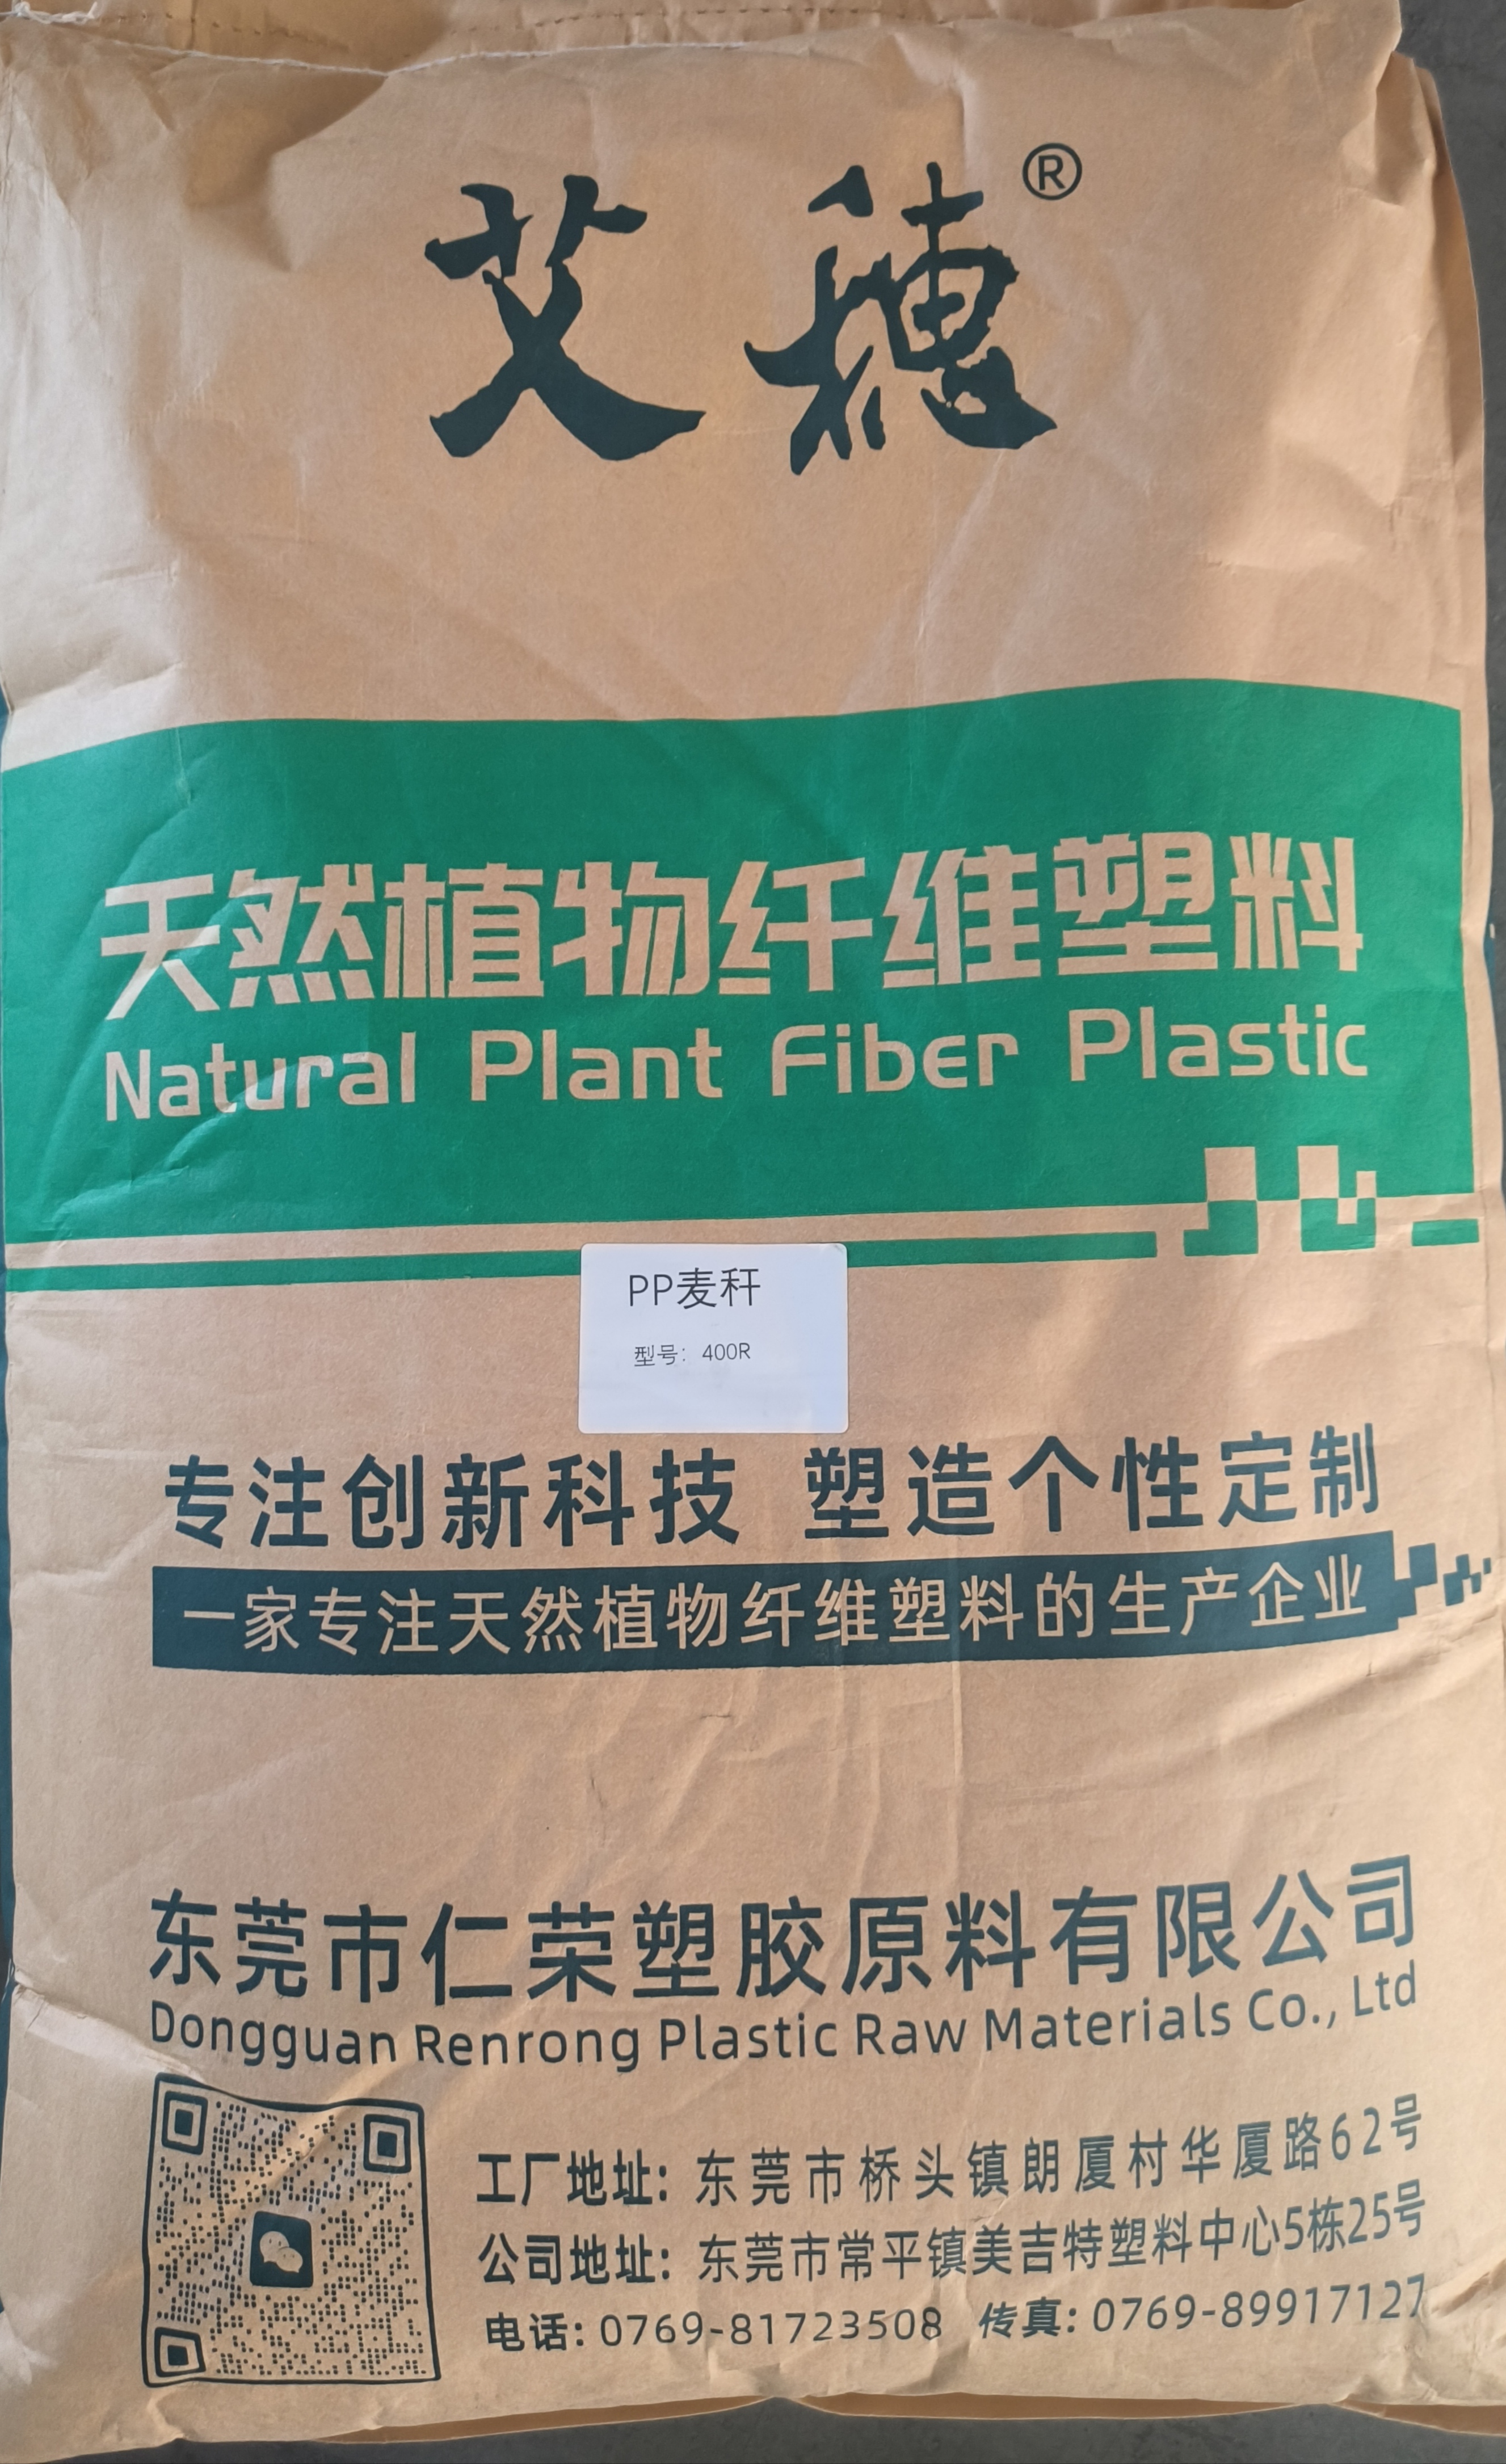 艾穗®
天然植物纤维塑料
Natural Plant Fiber Plastic
PP麦秆
型号：400R
专注创新科技 塑造个性定制
一家专注天然植物纤维塑料的生产企业
东莞市仁荣塑胶原料有限公司
Dongguan Renrong Plastic Raw Materials Co., Ltd
工厂地址: 东莞市桥头镇朗厦村华厦路62号
公司地址: 东莞市常平镇美吉特塑料中心5栋25号
电话: 0769-81723508 传真: 0769-89917127